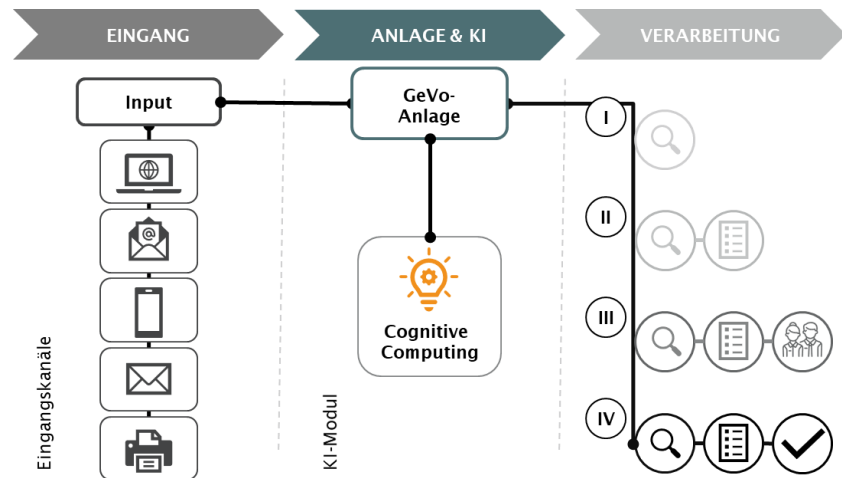 EINGANG
ANLAGE & KI
VERARBEITUNG
Input
GeVo-
Anlage
I
@
II
III
Cognitive
Computing
IV
Eingangskanäle
KI-Modul